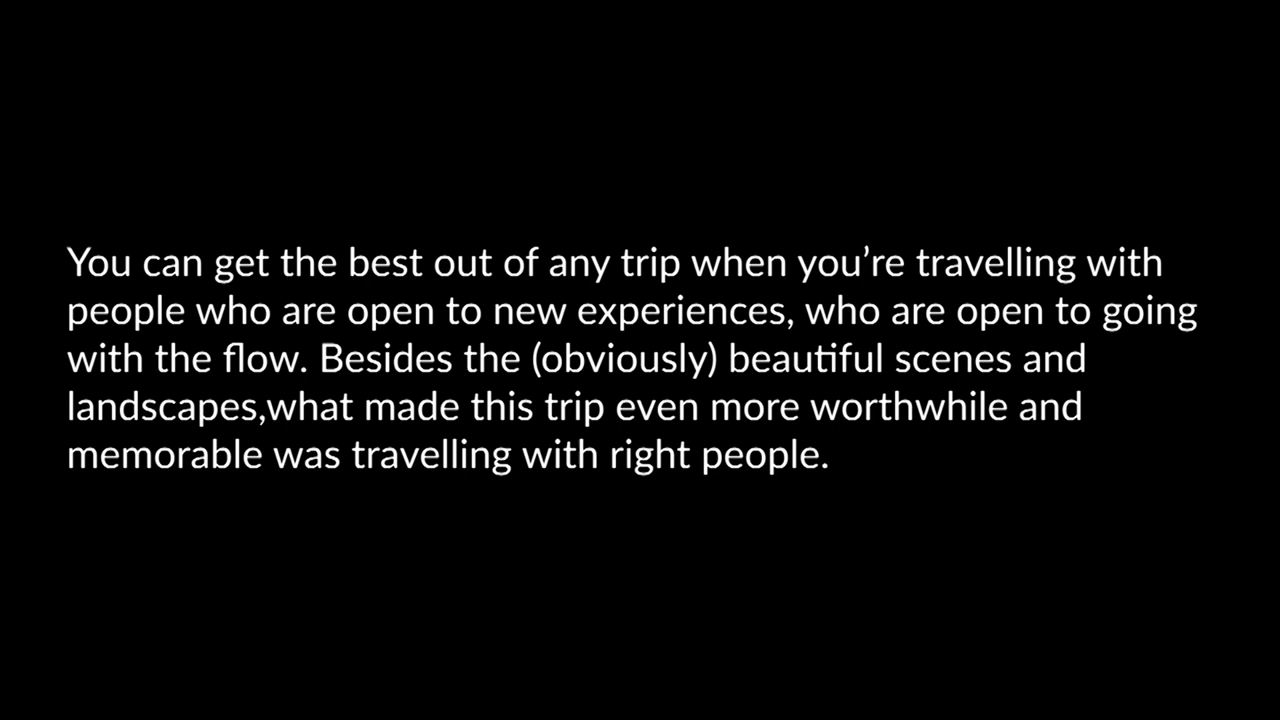 You can get the best out of any trip when you’re travelling with
people who are open to new experiences, who are open to going
with the flow. Besides the (obviously) beautiful scenes and
landscapes,what made this trip even more worthwhile and
memorable was travelling with right people.